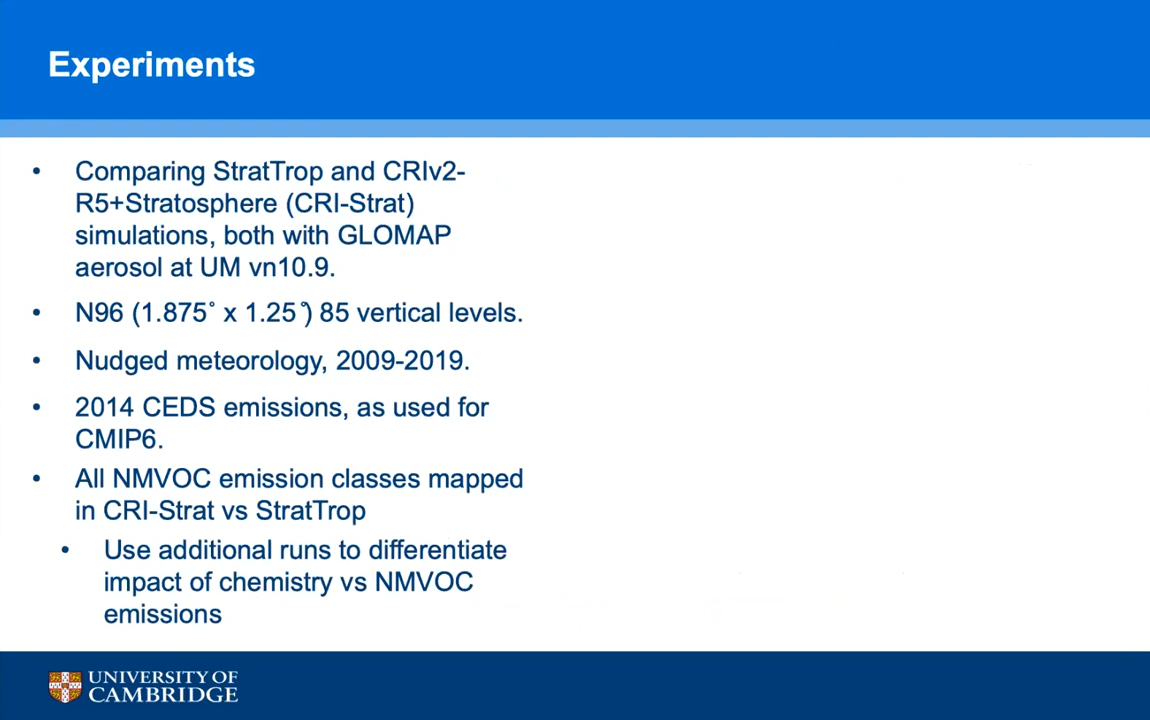 Experiments
• Comparing StratTrop and CRIv2-
R5+Stratosphere (CRI-Strat)
simulations, both with GLOMAP
aerosol at UM vn10.9.
• N96 (1.875° x 1.25°) 85 vertical levels.
• Nudged meteorology, 2009-2019.
• 2014 CEDS emissions, as used for
CMIP6.
• All NMVOC emission classes mapped
in CRI-Strat vs StratTrop
• Use additional runs to differentiate
impact of chemistry vs NMVOC
emissions
UNIVERSITY OF
CAMBRIDGE